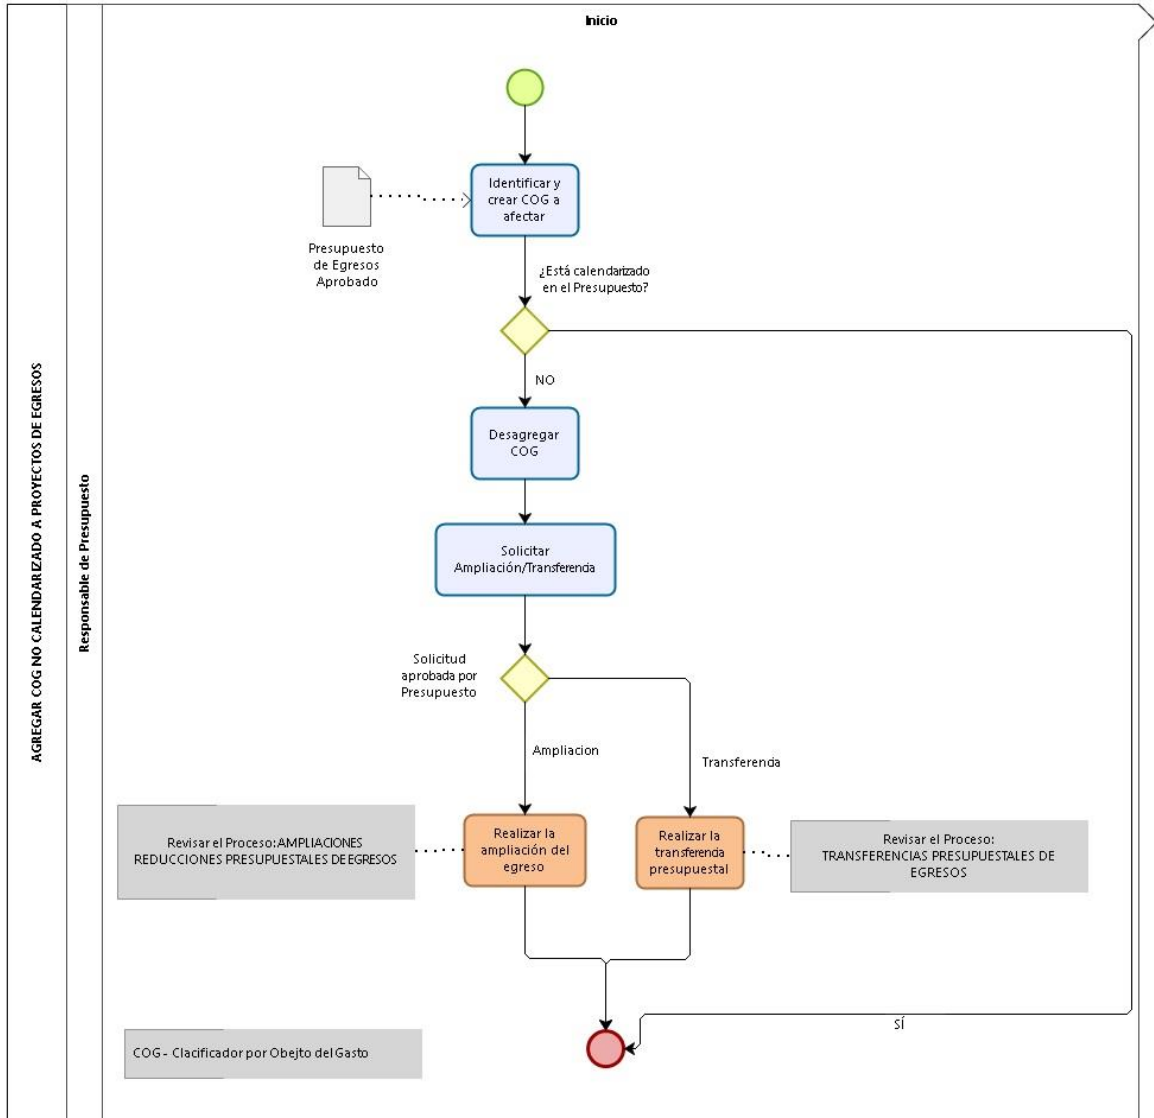 Inicio
AGREGAR COG NO CALENDARIZADO A PROYECTOS DE EGRESOS
Responsable de Presupuesto
Identificar y
crear COG a
afectar
Presupuesto
de Egresos
Aprobado
¿Está calendarizado
en el Presupuesto?
NO
Desagregar
COG
Solicitar
Ampliación/Transferencia
Solicitud
aprobada por
Presupuesto
Ampliacion
Transferencia
Revisar el Proceso:AMPLIACIONES
REDUCCIONES PRESUPUESTALES DE EGRESOS
Realizar la
ampliación del
egreso
Realizar la
transferencia
presupuestal
Revisar el Proceso:
TRANSFERENCIAS PRESUPUESTALES DE
EGRESOS
SÍ
COG - Clacificador por Obejto del Gasto